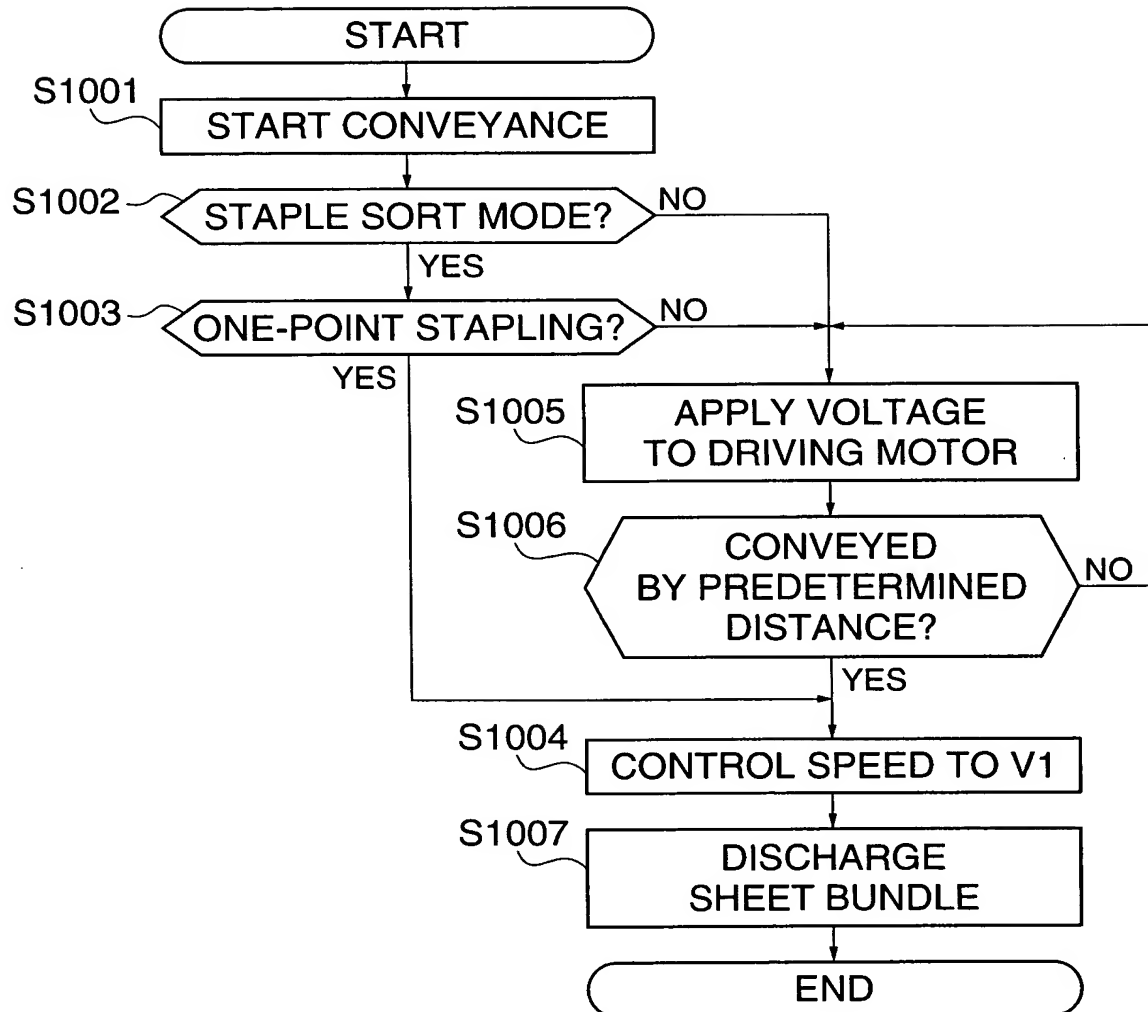 START
S1001
START CONVEYANCE
S1002
STAPLE SORT MODE?
NO
YES
S1003
ONE-POINT STAPLING?
NO
YES
S1005
APPLY VOLTAGE
TO DRIVING MOTOR
S1006
CONVEYED
BY PREDETERMINED
DISTANCE?
NO
YES
S1004
CONTROL SPEED TO V1
S1007
DISCHARGE
SHEET BUNDLE
END